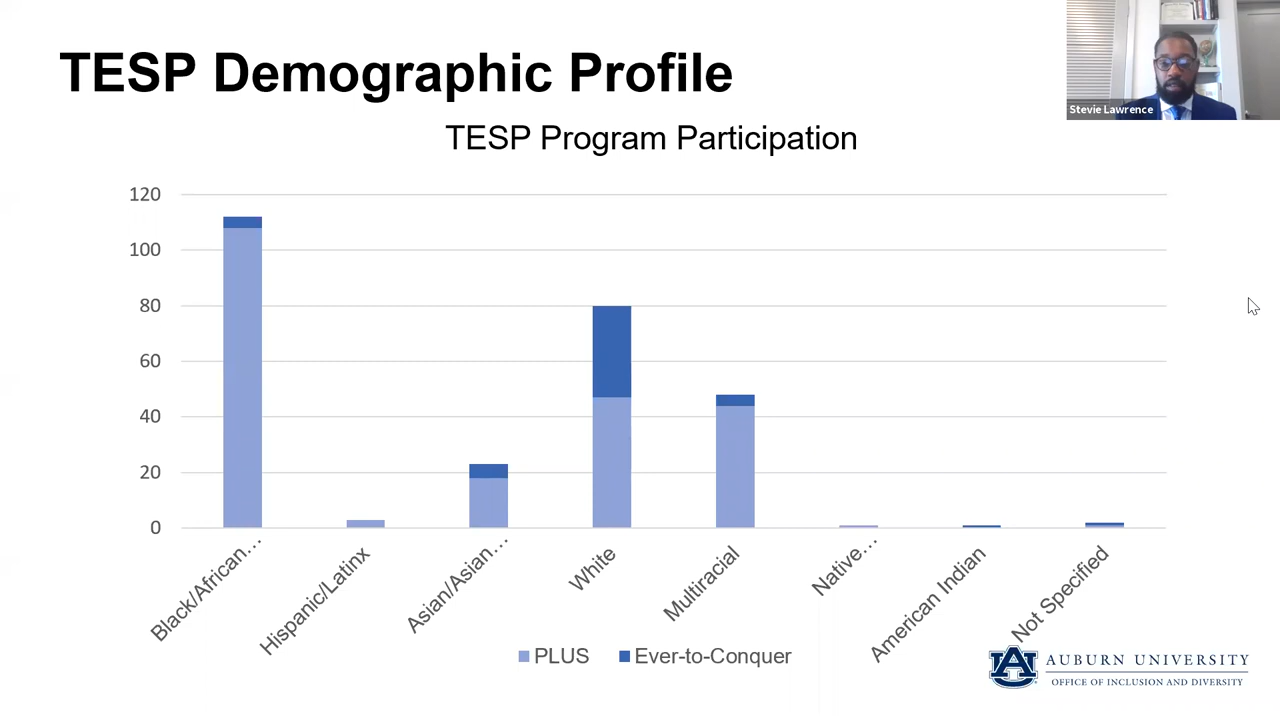 TESP Demographic Profile
Stevie Lawrence
TESP Program Participation
120
100
80
60
40
20
0
Black/African...
Hispanic/Latinx
Asian/Asian...
White
Multiracial
Native...
American Indian
Not Specified
PLUS
Ever-to-Conquer
AUBURN UNIVERSITY
OFFICE OF INCLUSION AND DIVERSITY